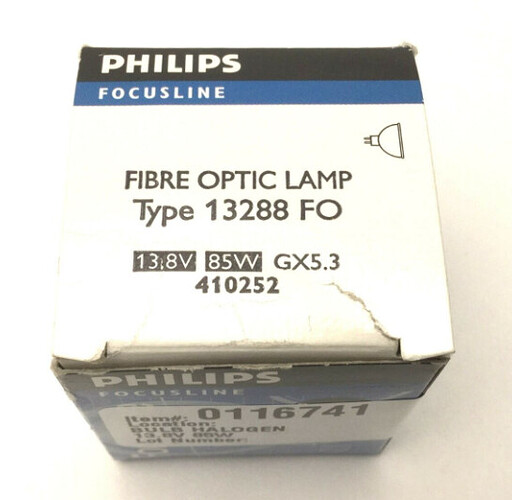 PHILIPS
FOCUSLINE
FIBRE OPTIC LAMP
Type 13288 FO
13.8V 85W GX5.3
410252
PHILIPS
FOCUSLINE
Item#: 0116741
Location:
BULB HALOGEN
13.8V 85W
Lot Number: